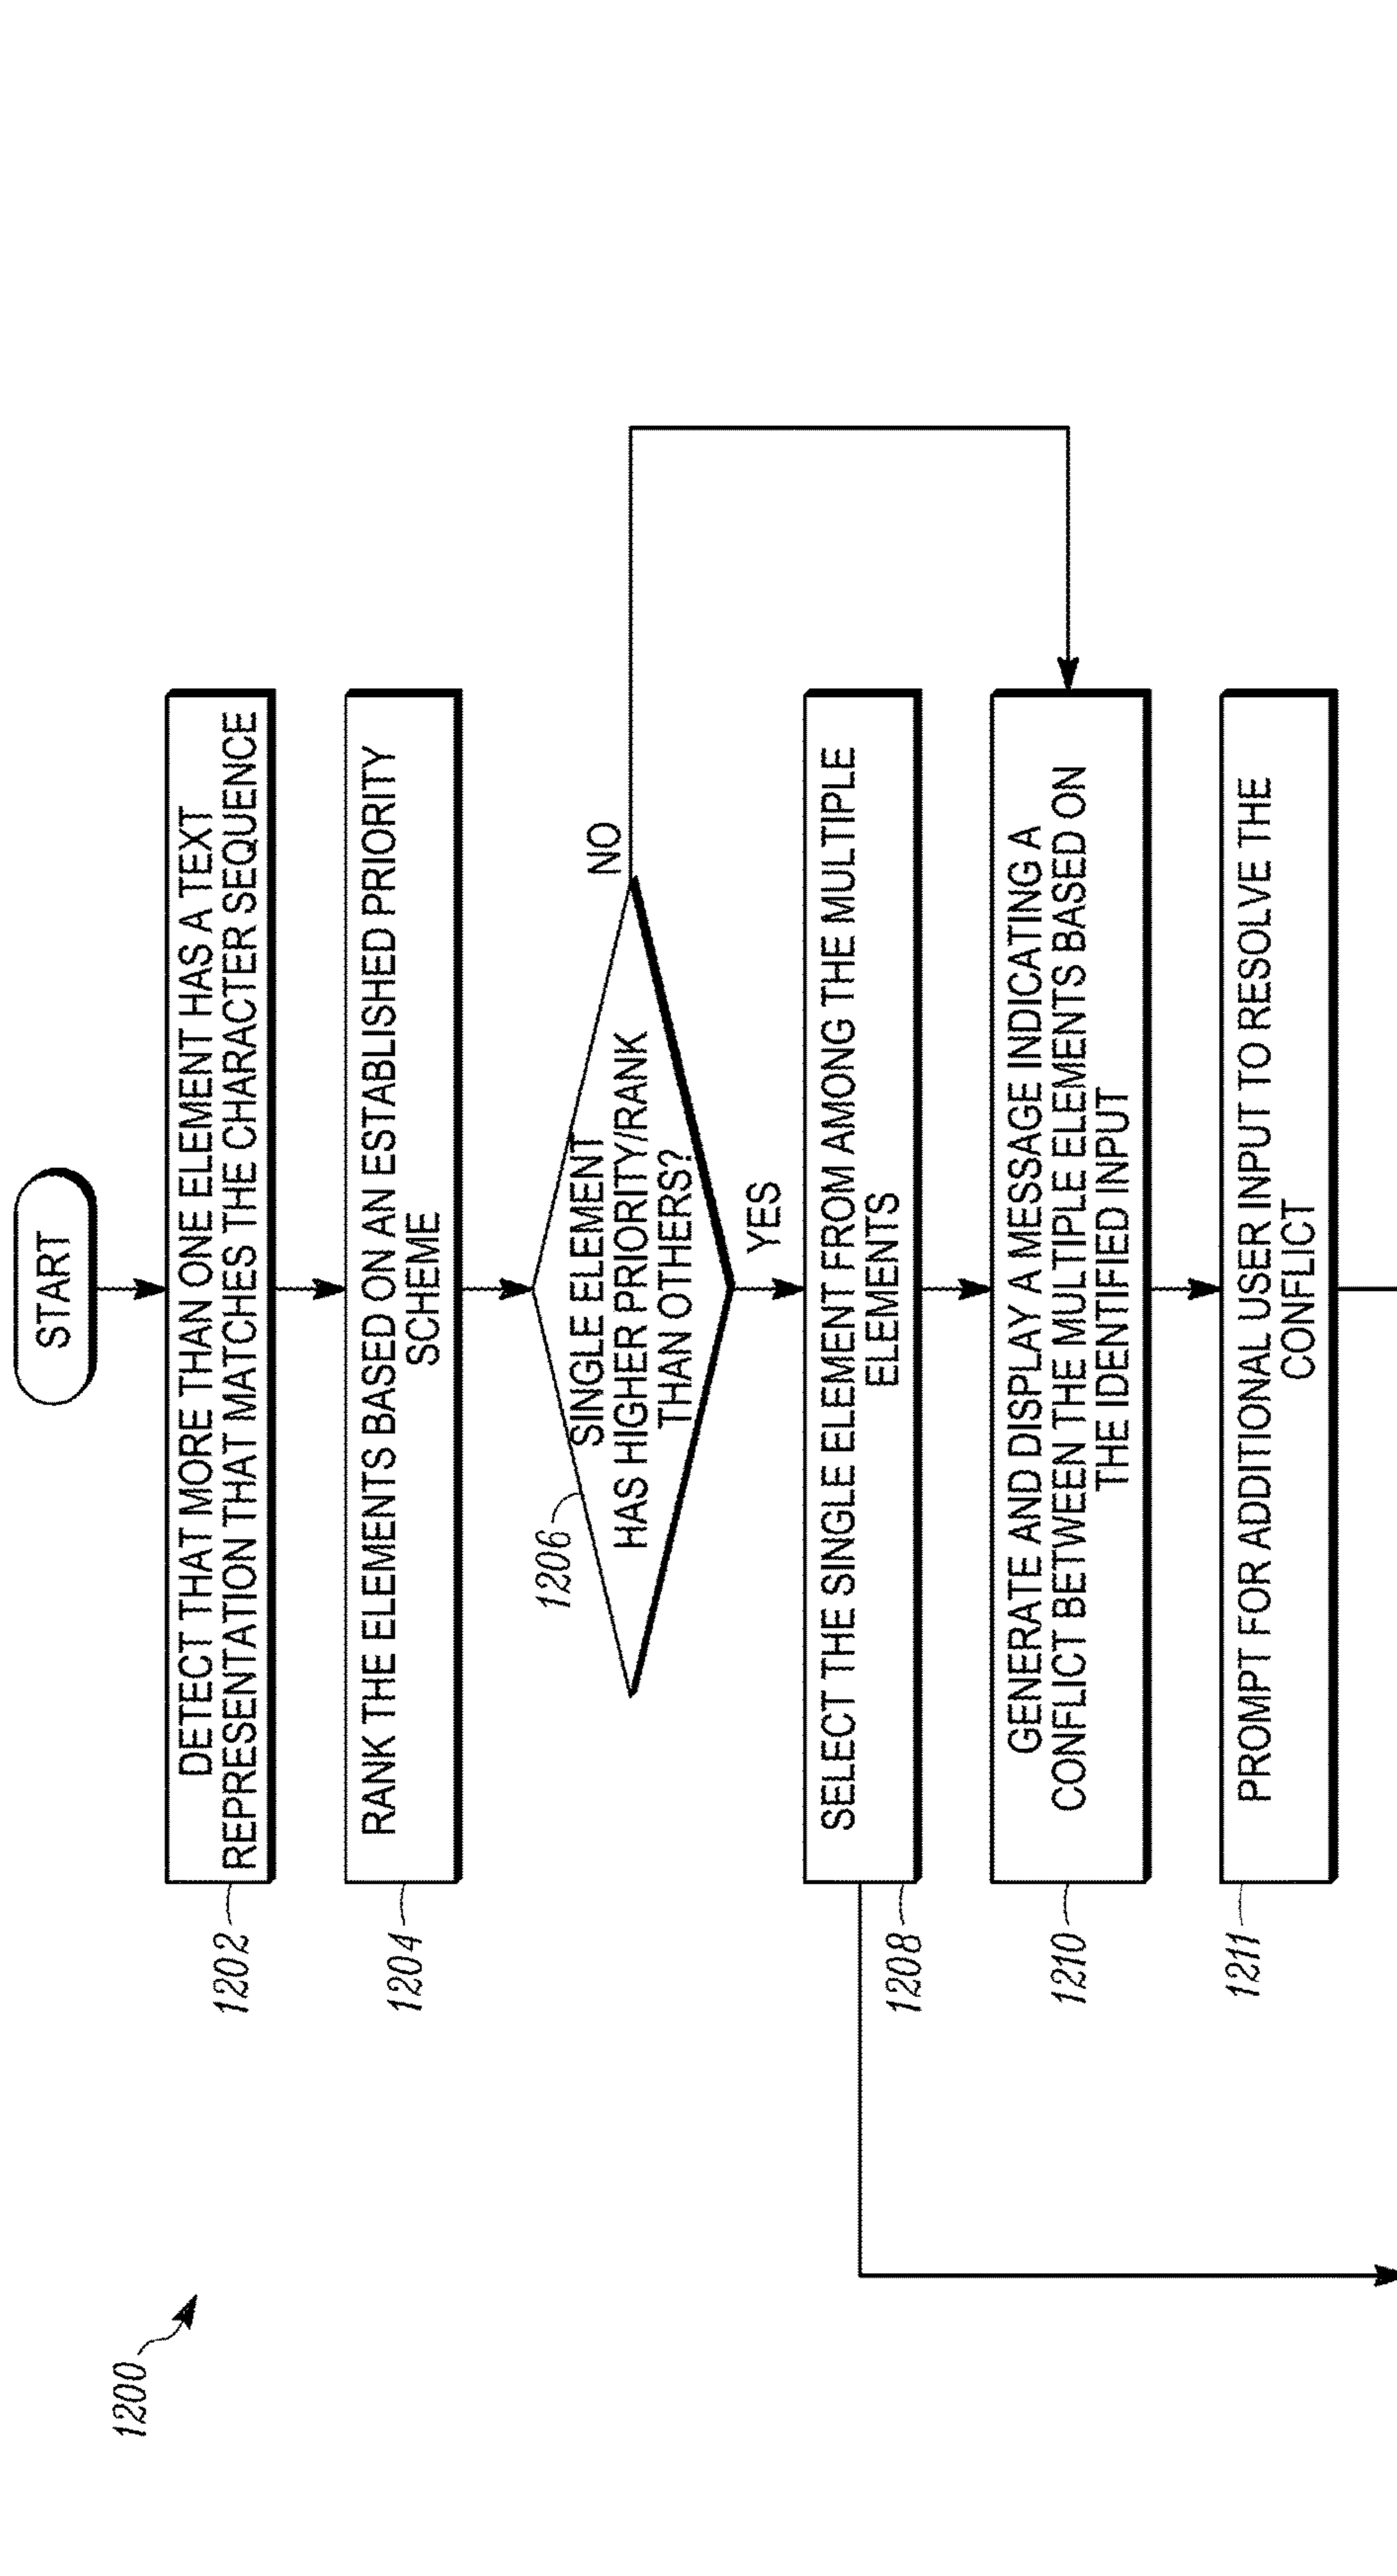 1200
START
DETECT THAT MORE THAN ONE ELEMENT HAS A TEXT
REPRESENTATION THAT MATCHES THE CHARACTER SEQUENCE
1202
RANK THE ELEMENTS BASED ON AN ESTABLISHED PRIORITY
SCHEME
1204
1206
SINGLE ELEMENT
HAS HIGHER PRIORITY/RANK
THAN OTHERS?
NO
YES
SELECT THE SINGLE ELEMENT FROM AMONG THE MULTIPLE
ELEMENTS
1208
GENERATE AND DISPLAY A MESSAGE INDICATING A
CONFLICT BETWEEN THE MULTIPLE ELEMENTS BASED ON
THE IDENTIFIED INPUT
1210
PROMPT FOR ADDITIONAL USER INPUT TO RESOLVE THE
CONFLICT
1211